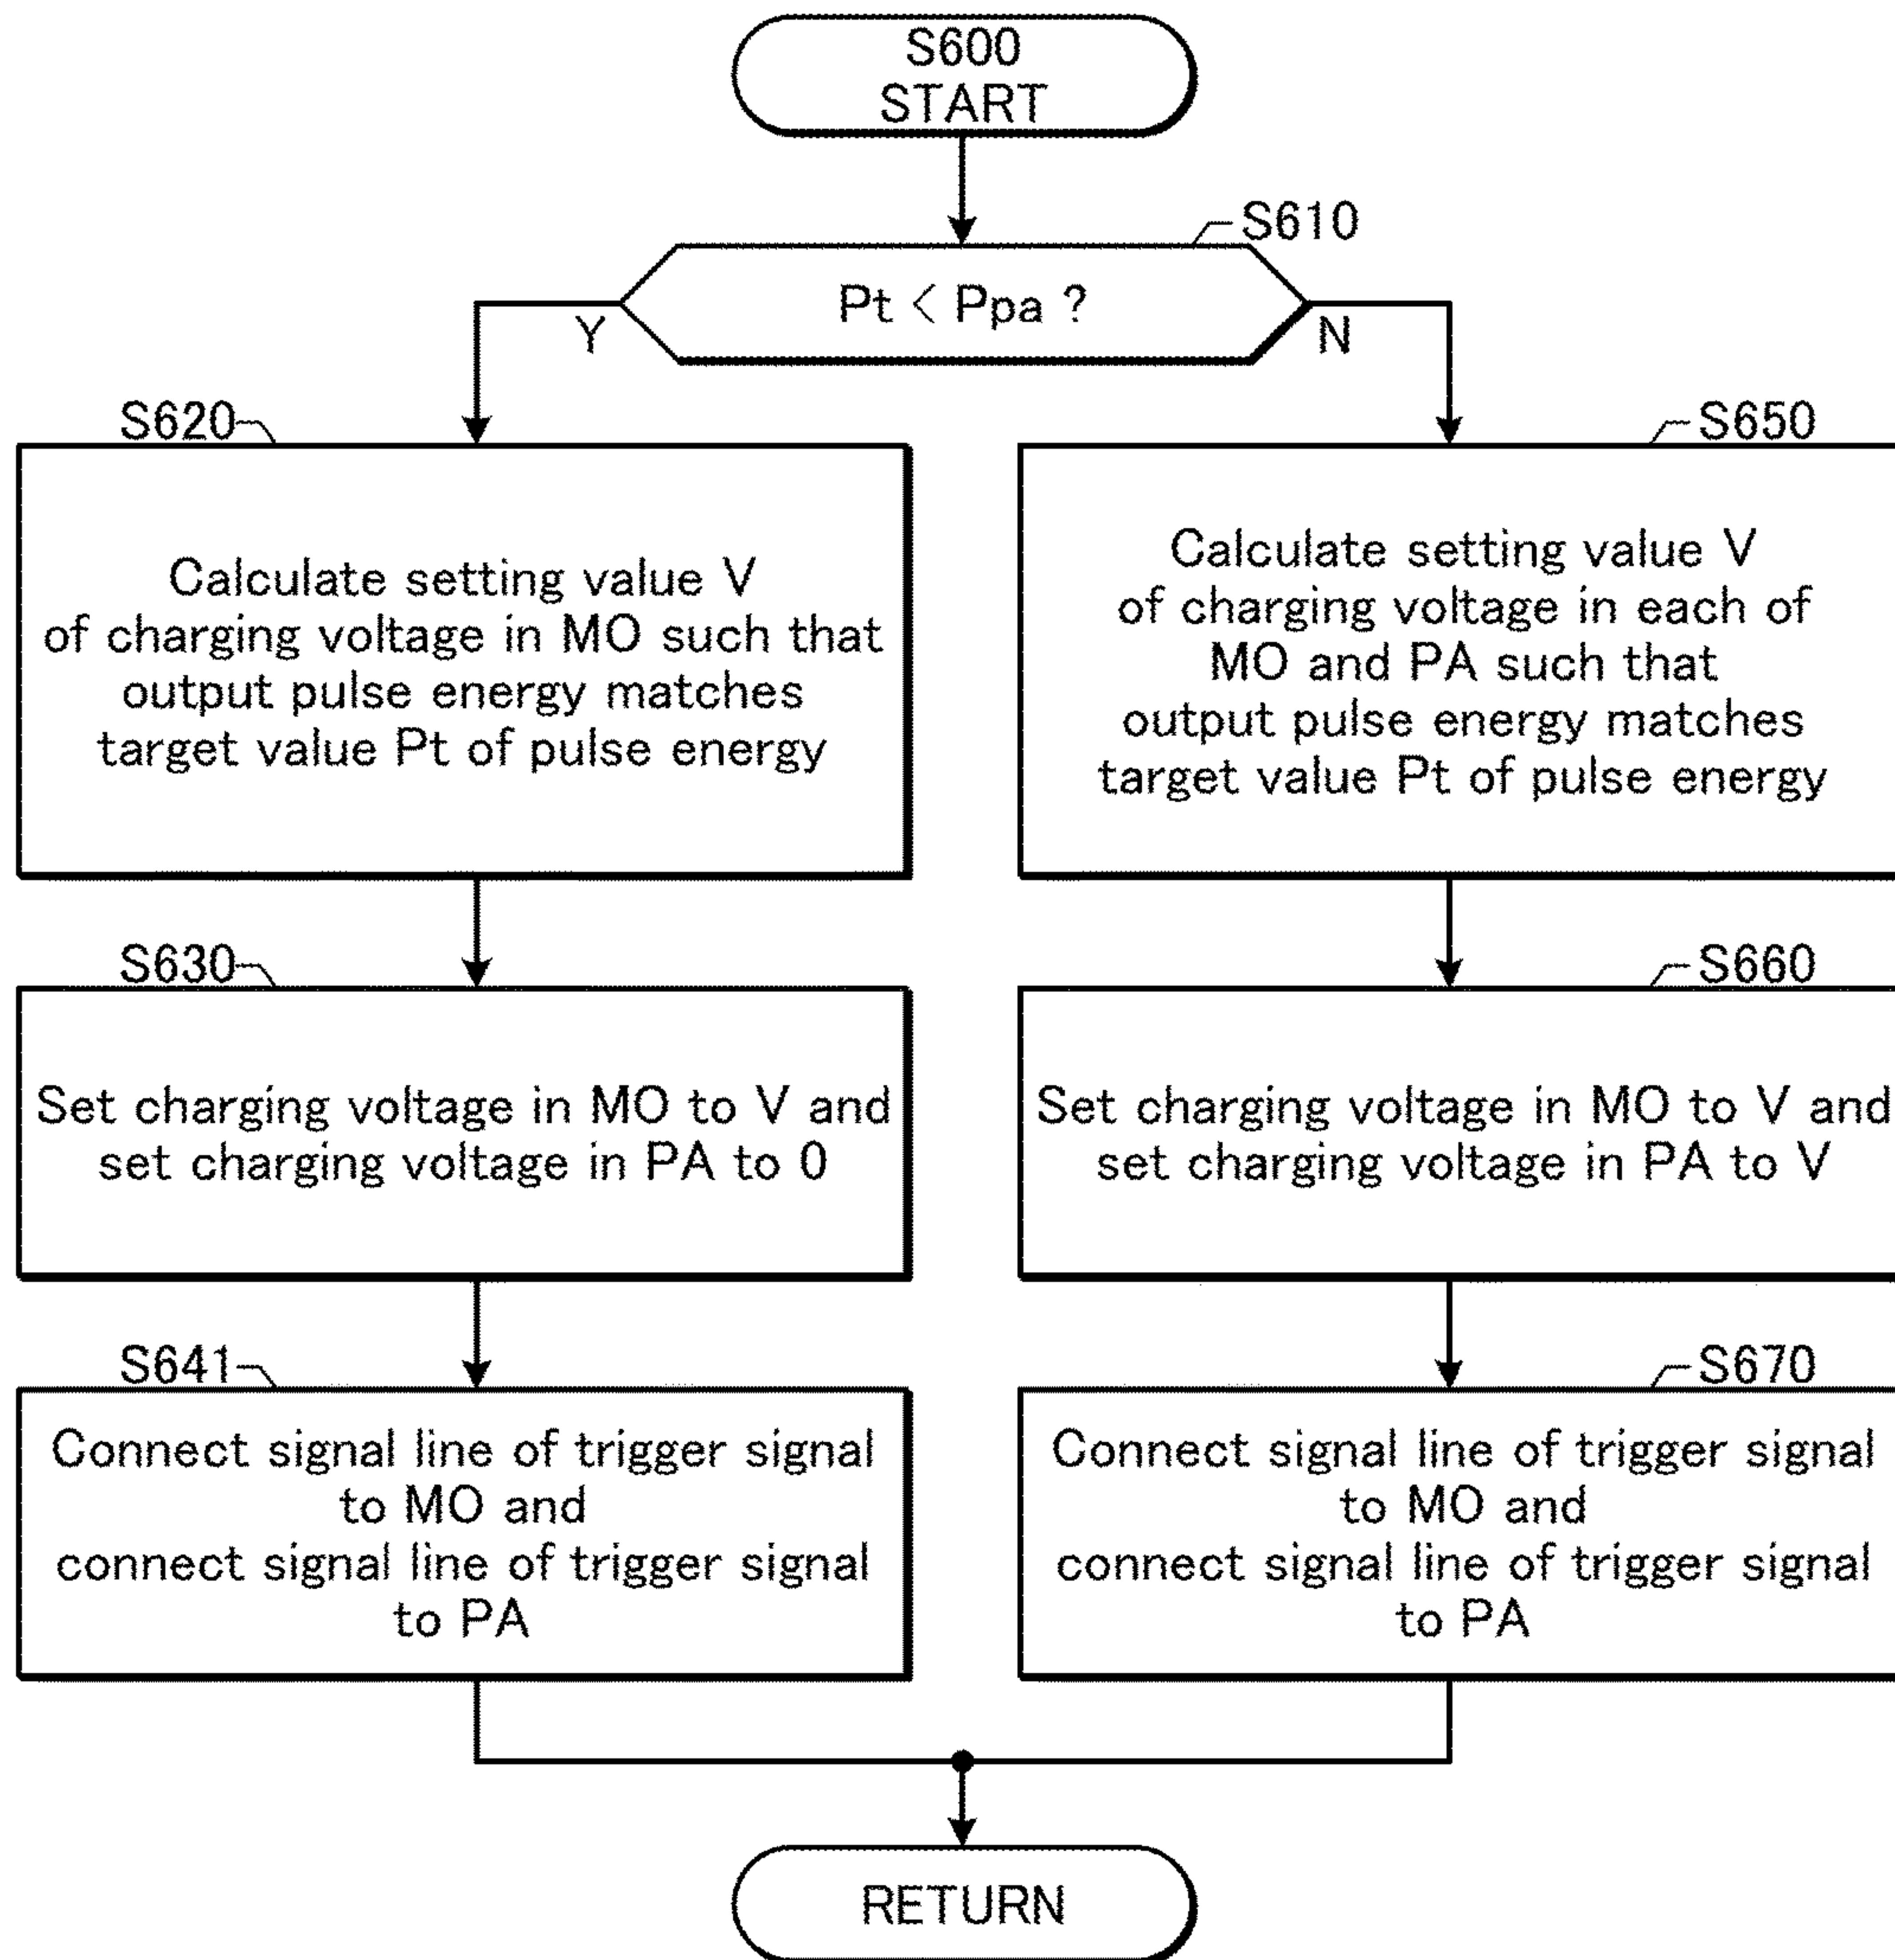 S600
START
S610
Pt < Ppa ?
Y
N
S620
Calculate setting value V
of charging voltage in MO such that
output pulse energy matches
target value Pt of pulse energy
S630
Set charging voltage in MO to V and
set charging voltage in PA to 0
S641
Connect signal line of trigger signal
to MO and
connect signal line of trigger signal
to PA
S650
Calculate setting value V
of charging voltage in each of
MO and PA such that
output pulse energy matches
target value Pt of pulse energy
S660
Set charging voltage in MO to V and
set charging voltage in PA to V
S670
Connect signal line of trigger signal
to MO and
connect signal line of trigger signal
to PA
RETURN